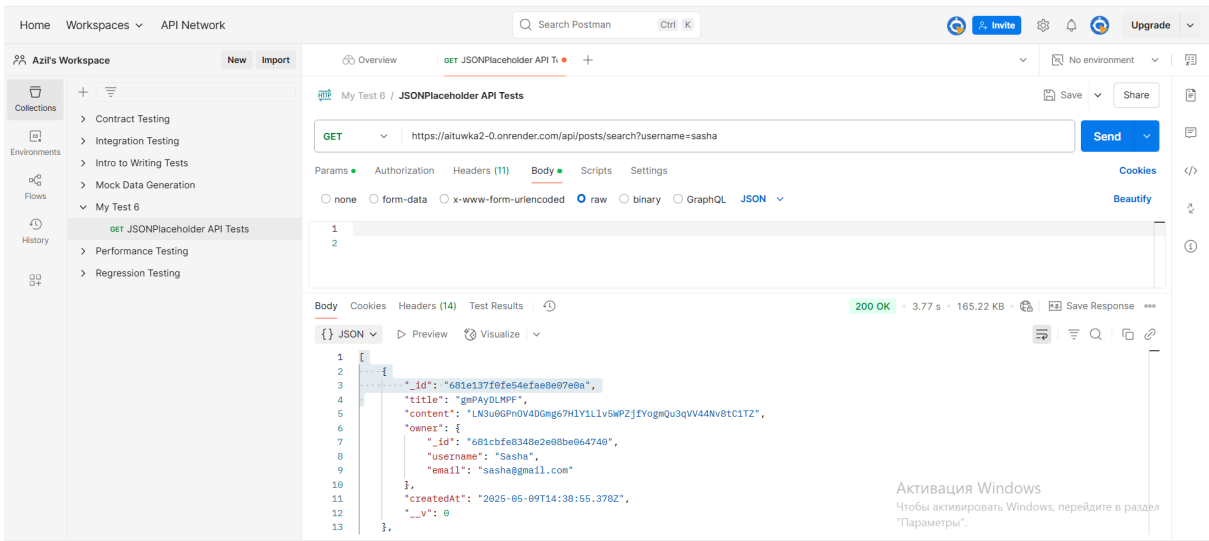 Home Workspaces API Network Search Postman Ctrl K Invite Upgrade
Azil's Workspace New Import Overview GET JSONPlaceholder API T No environment
My Test 6 / JSONPlaceholder API Tests Save Share
Collections
Environments
Flows
History
Contract Testing
Integration Testing
Intro to Writing Tests
Mock Data Generation
My Test 6
GET JSONPlaceholder API Tests
Performance Testing
Regression Testing
GET https://aituwka2-0.onrender.com/api/posts/search?username=sasha Send
Params Authorization Headers (11) Body Scripts Settings Cookies
none form-data x-www-form-urlencoded raw binary GraphQL JSON Beautify
1
2
Body Cookies Headers (14) Test Results 200 OK 3.77 s 165.22 KB Save Response
{} JSON Preview Visualize
1 [
2 {
3 "_id": "681e137f0fe54efae8e07e0a",
4 "title": "gmPAyDLMPF",
5 "content": "LN3u0GPnOV4DGmg67HlY1Llv5WPZjfYogmQu3qVV44Nv8tC1TZ",
6 "owner": {
7 "_id": "681cbfe8348e2e08be064740",
8 "username": "Sasha",
9 "email": "sasha@gmail.com"
10 },
11 "createdAt": "2025-05-09T14:38:55.378Z",
12 "__v": 0
13 },
Активация Windows
Чтобы активировать Windows, перейдите в раздел
"Параметры".